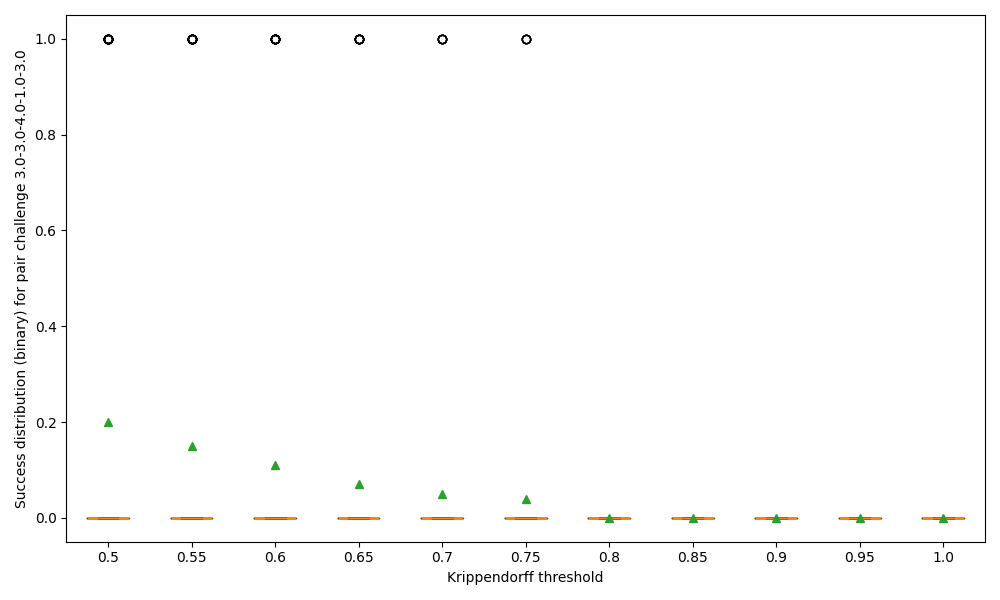 Success distribution (binary) for pair challenge 3.0-3.0-4.0-1.0-3.0
1.0
0.8
0.6
0.4
0.2
0.0
0.5 0.55 0.6 0.65 0.7 0.75 0.8 0.85 0.9 0.95 1.0
Krippendorff threshold